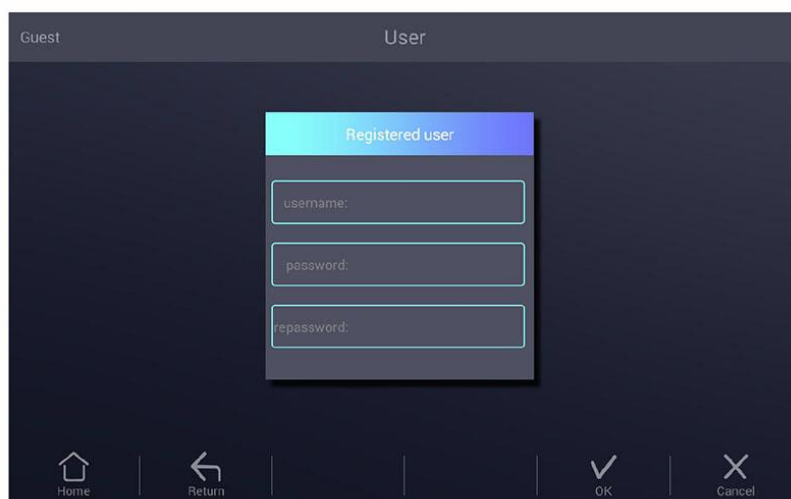 Guest
User
Registered user
username:
password:
repassword:
Home
Return
OK
Cancel